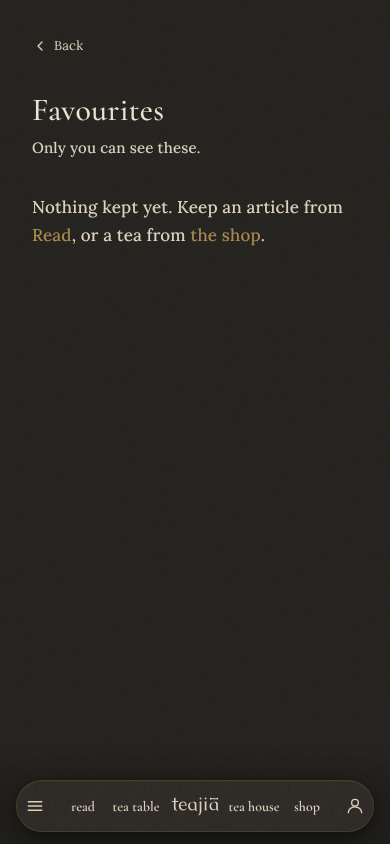 Back
Favourites
Only you can see these.
Nothing kept yet. Keep an article from
Read, or a tea from the shop.
read tea table teajiā tea house shop